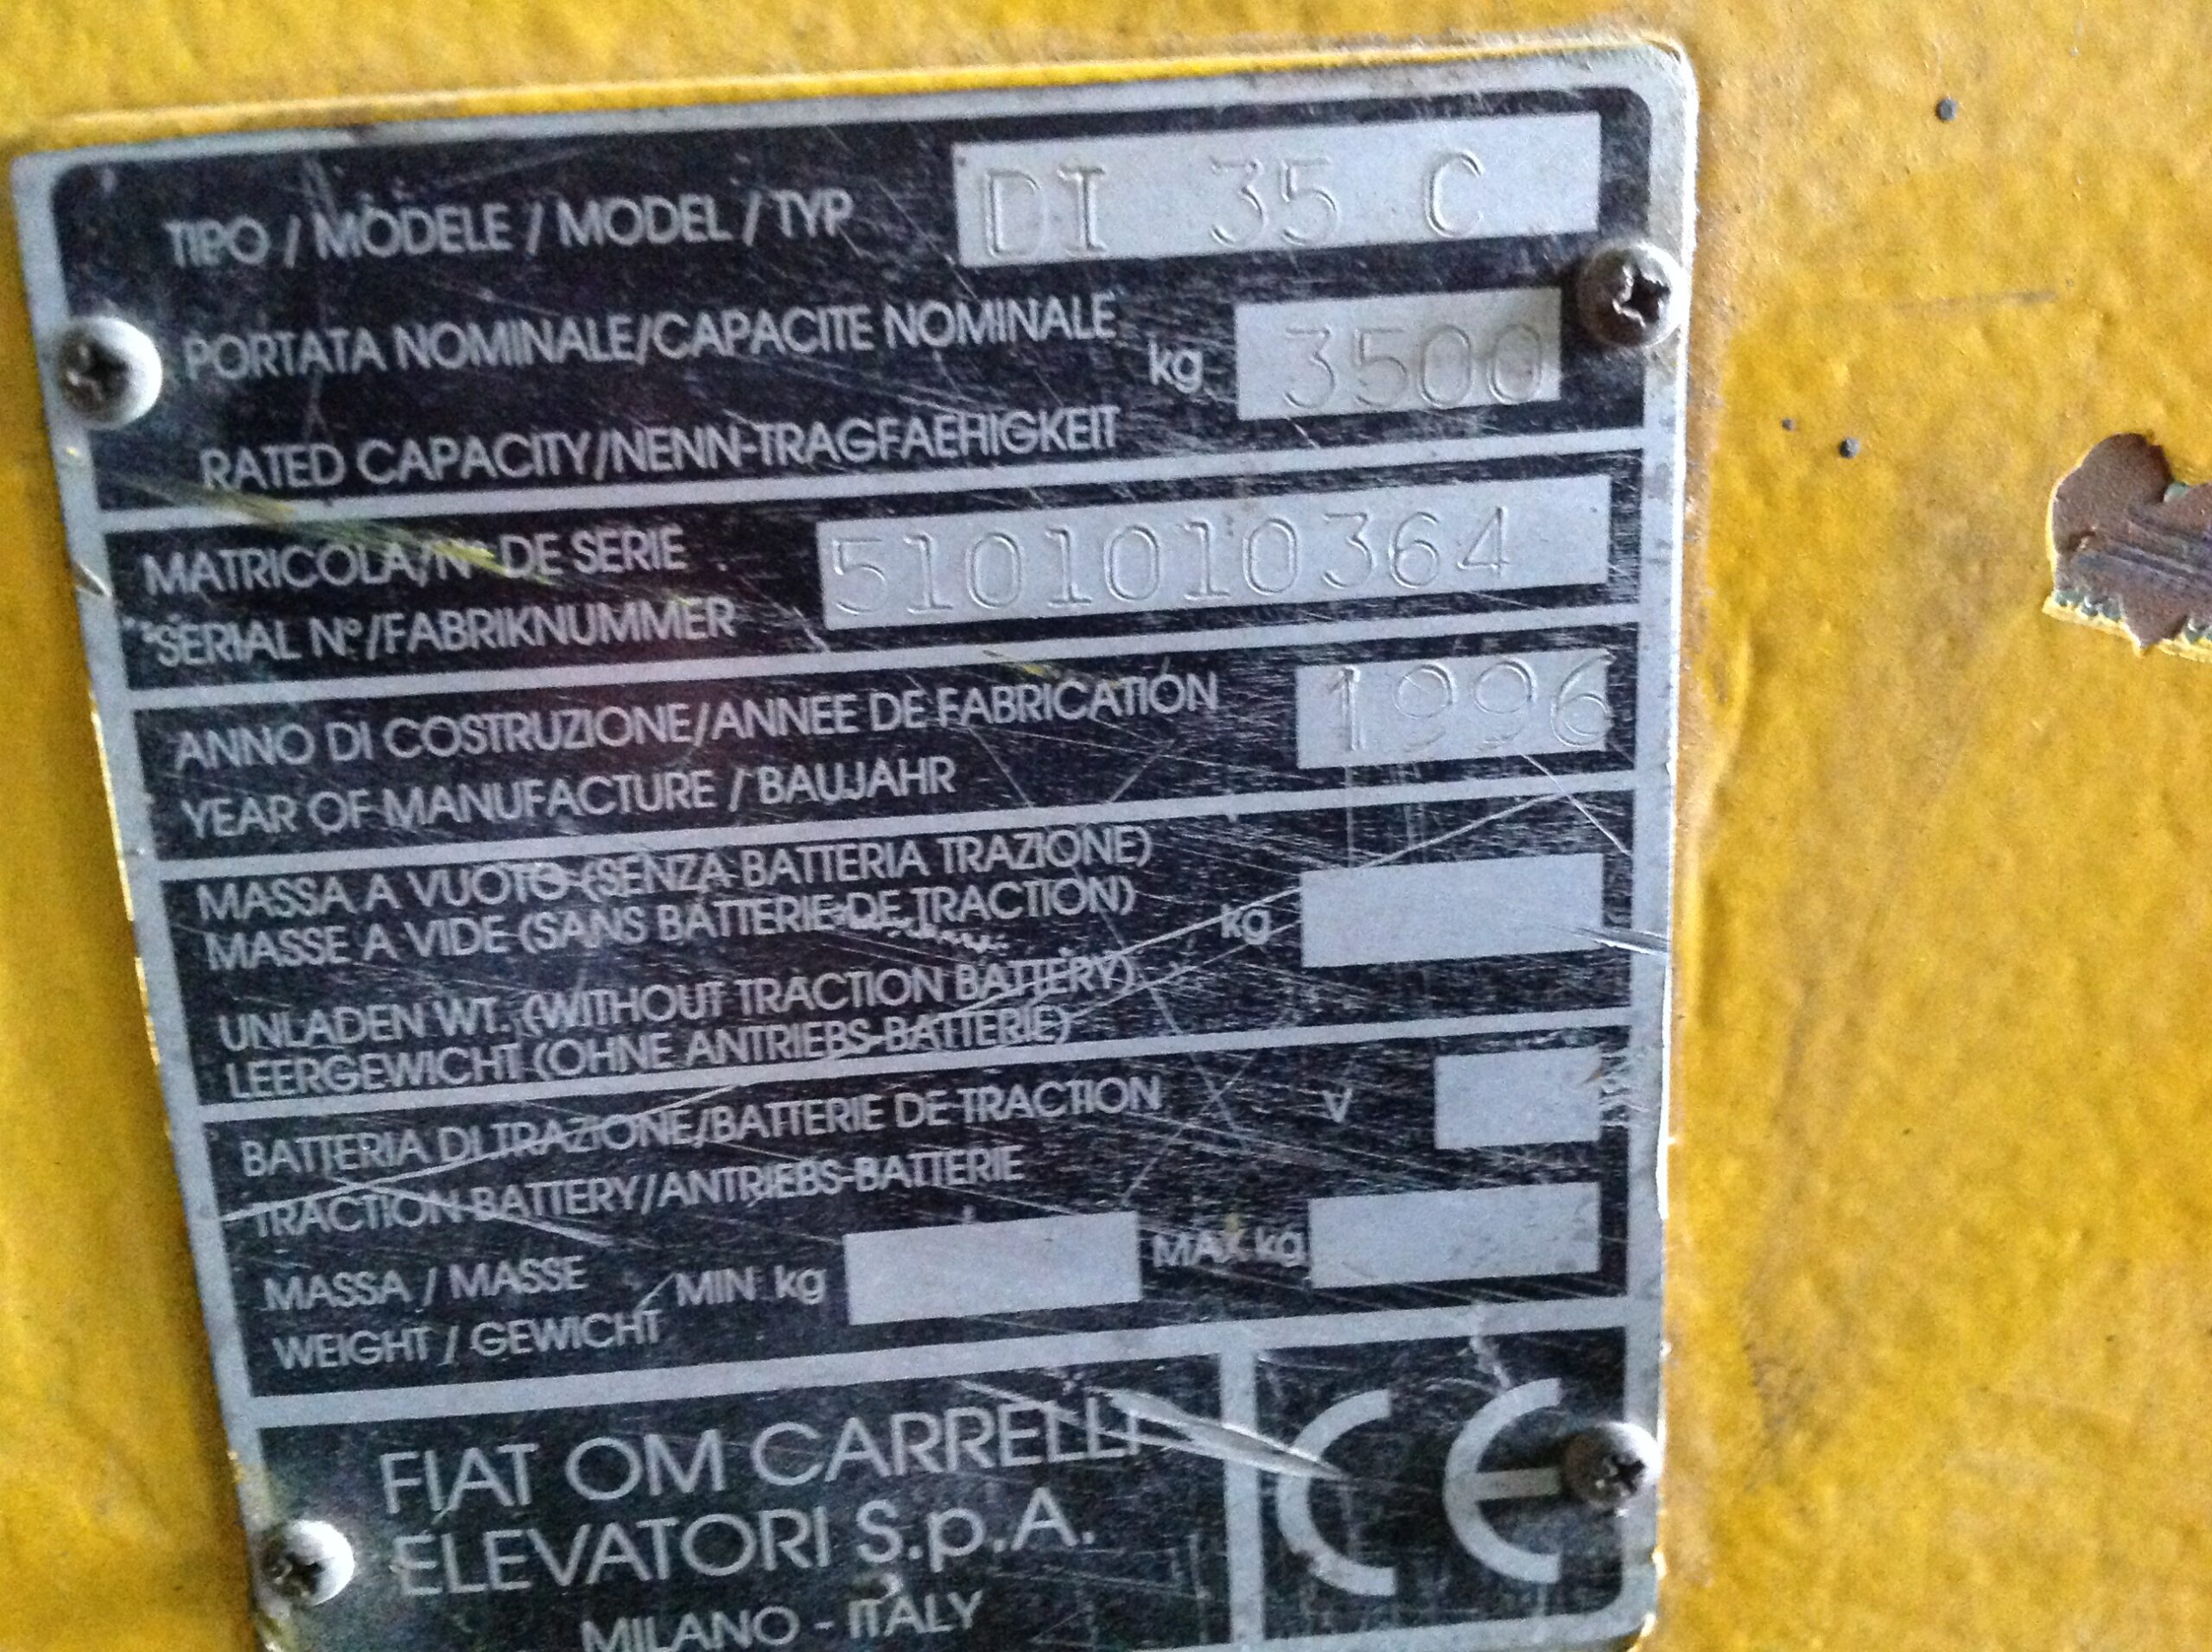 TIPO / MODELE / MODEL / TYP DI 35 C
PORTATA NOMINALE/CAPACITE NOMINALE
kg 3500
RATED CAPACITY/NENN-TRAGFAEHIGKEIT
MATRICOLA/N° DE SERIE 5101010364
SERIAL N°/FABRIKNUMMER
ANNO DI COSTRUZIONE/ANNEE DE FABRICATION 1996
YEAR OF MANUFACTURE / BAUJAHR
MASSA A VUOTO (SENZA BATTERIA TRAZIONE)
MASSE A VIDE (SANS BATTERIE DE TRACTION) kg
UNLADEN WT. (WITHOUT TRACTION BATTERY)
LEERGEWICHT (OHNE ANTRIEBS-BATTERIE)
BATTERIA DI TRAZIONE/BATTERIE DE TRACTION V
TRACTION BATTERY/ANTRIEBS-BATTERIE
MASSA / MASSE MIN kg MAX kg
WEIGHT / GEWICHT
FIAT OM CARRELLI
ELEVATORI S.p.A.
MILANO - ITALY
CE